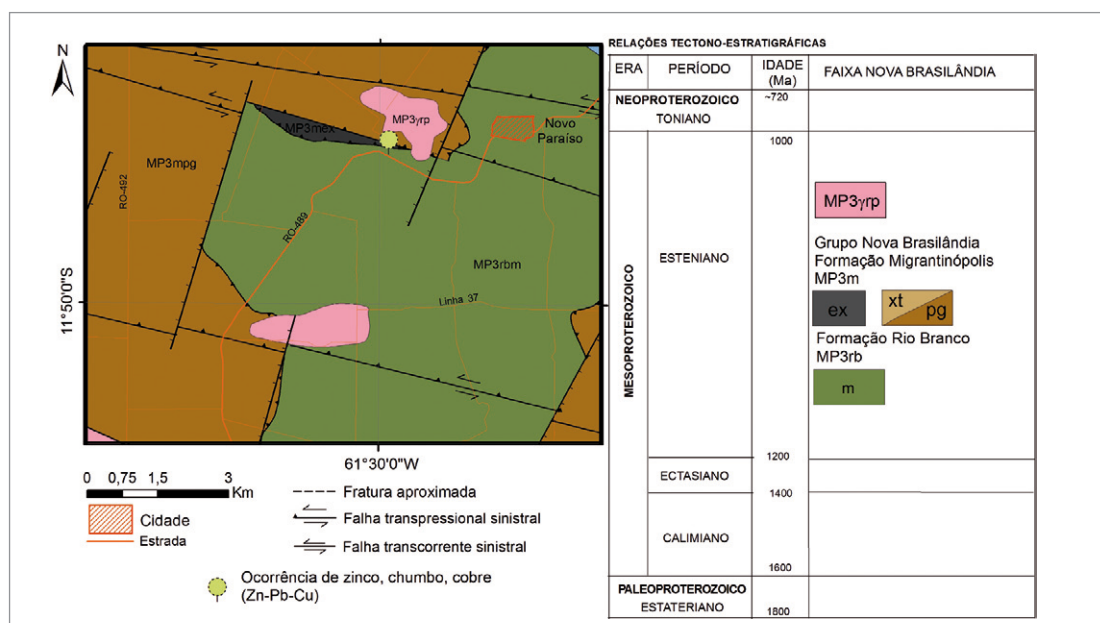 N
MP3mex
MP3γrp
Novo
Paraíso
MP3mpg
RO-492
RO-489
MP3rbm
Linha 37
11°50'0"S
61°30'0"W
0 0,75 1,5 3
Km
Cidade
Estrada
Fratura aproximada
Falha transpressional sinistral
Falha transcorrente sinistral
Ocorrência de zinco, chumbo, cobre
(Zn-Pb-Cu)
RELAÇÕES TECTONO-ESTRATIGRÁFICAS
ERA PERÍODO IDADE (Ma) FAIXA NOVA BRASILÂNDIA
NEOPROTEROZOICO ~720
TONIANO
1000
MESOPROTEROZOICO
ESTENIANO
MP3γrp
Grupo Nova Brasilândia
Formação Migrantinópolis
MP3m
ex xt pg
Formação Rio Branco
MP3rb
m
1200
ECTASIANO
1400
CALIMIANO
1600
PALEOPROTEROZOICO
ESTATERIANO
1800